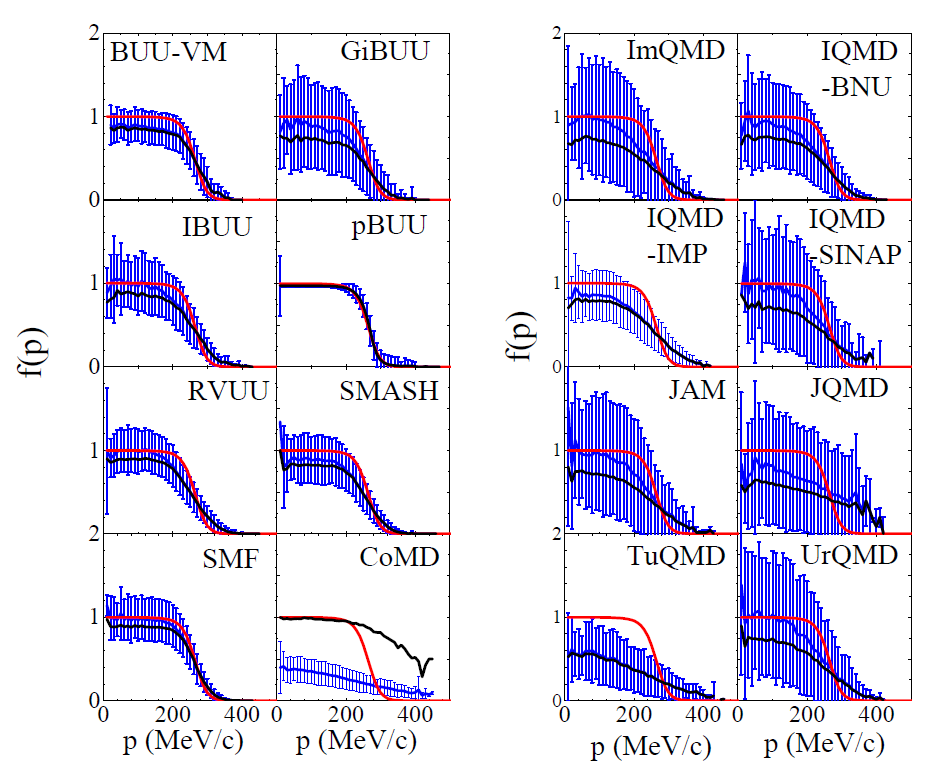 2
BUU-VM
GiBUU
1
0
IBUU
pBUU
1
0
RVUU
SMASH
1
2
SMF
CoMD
1
0
0 200 400 0 200 400
p (MeV/c) p (MeV/c)
f(p)
2
ImQMD
IQMD
-BNU
1
0
IQMD
-IMP
IQMD
-SINAP
1
0
JAM
JQMD
1
2
TuQMD
UrQMD
1
0
0 200 400 0 200 400
p (MeV/c) p (MeV/c)
f(p)